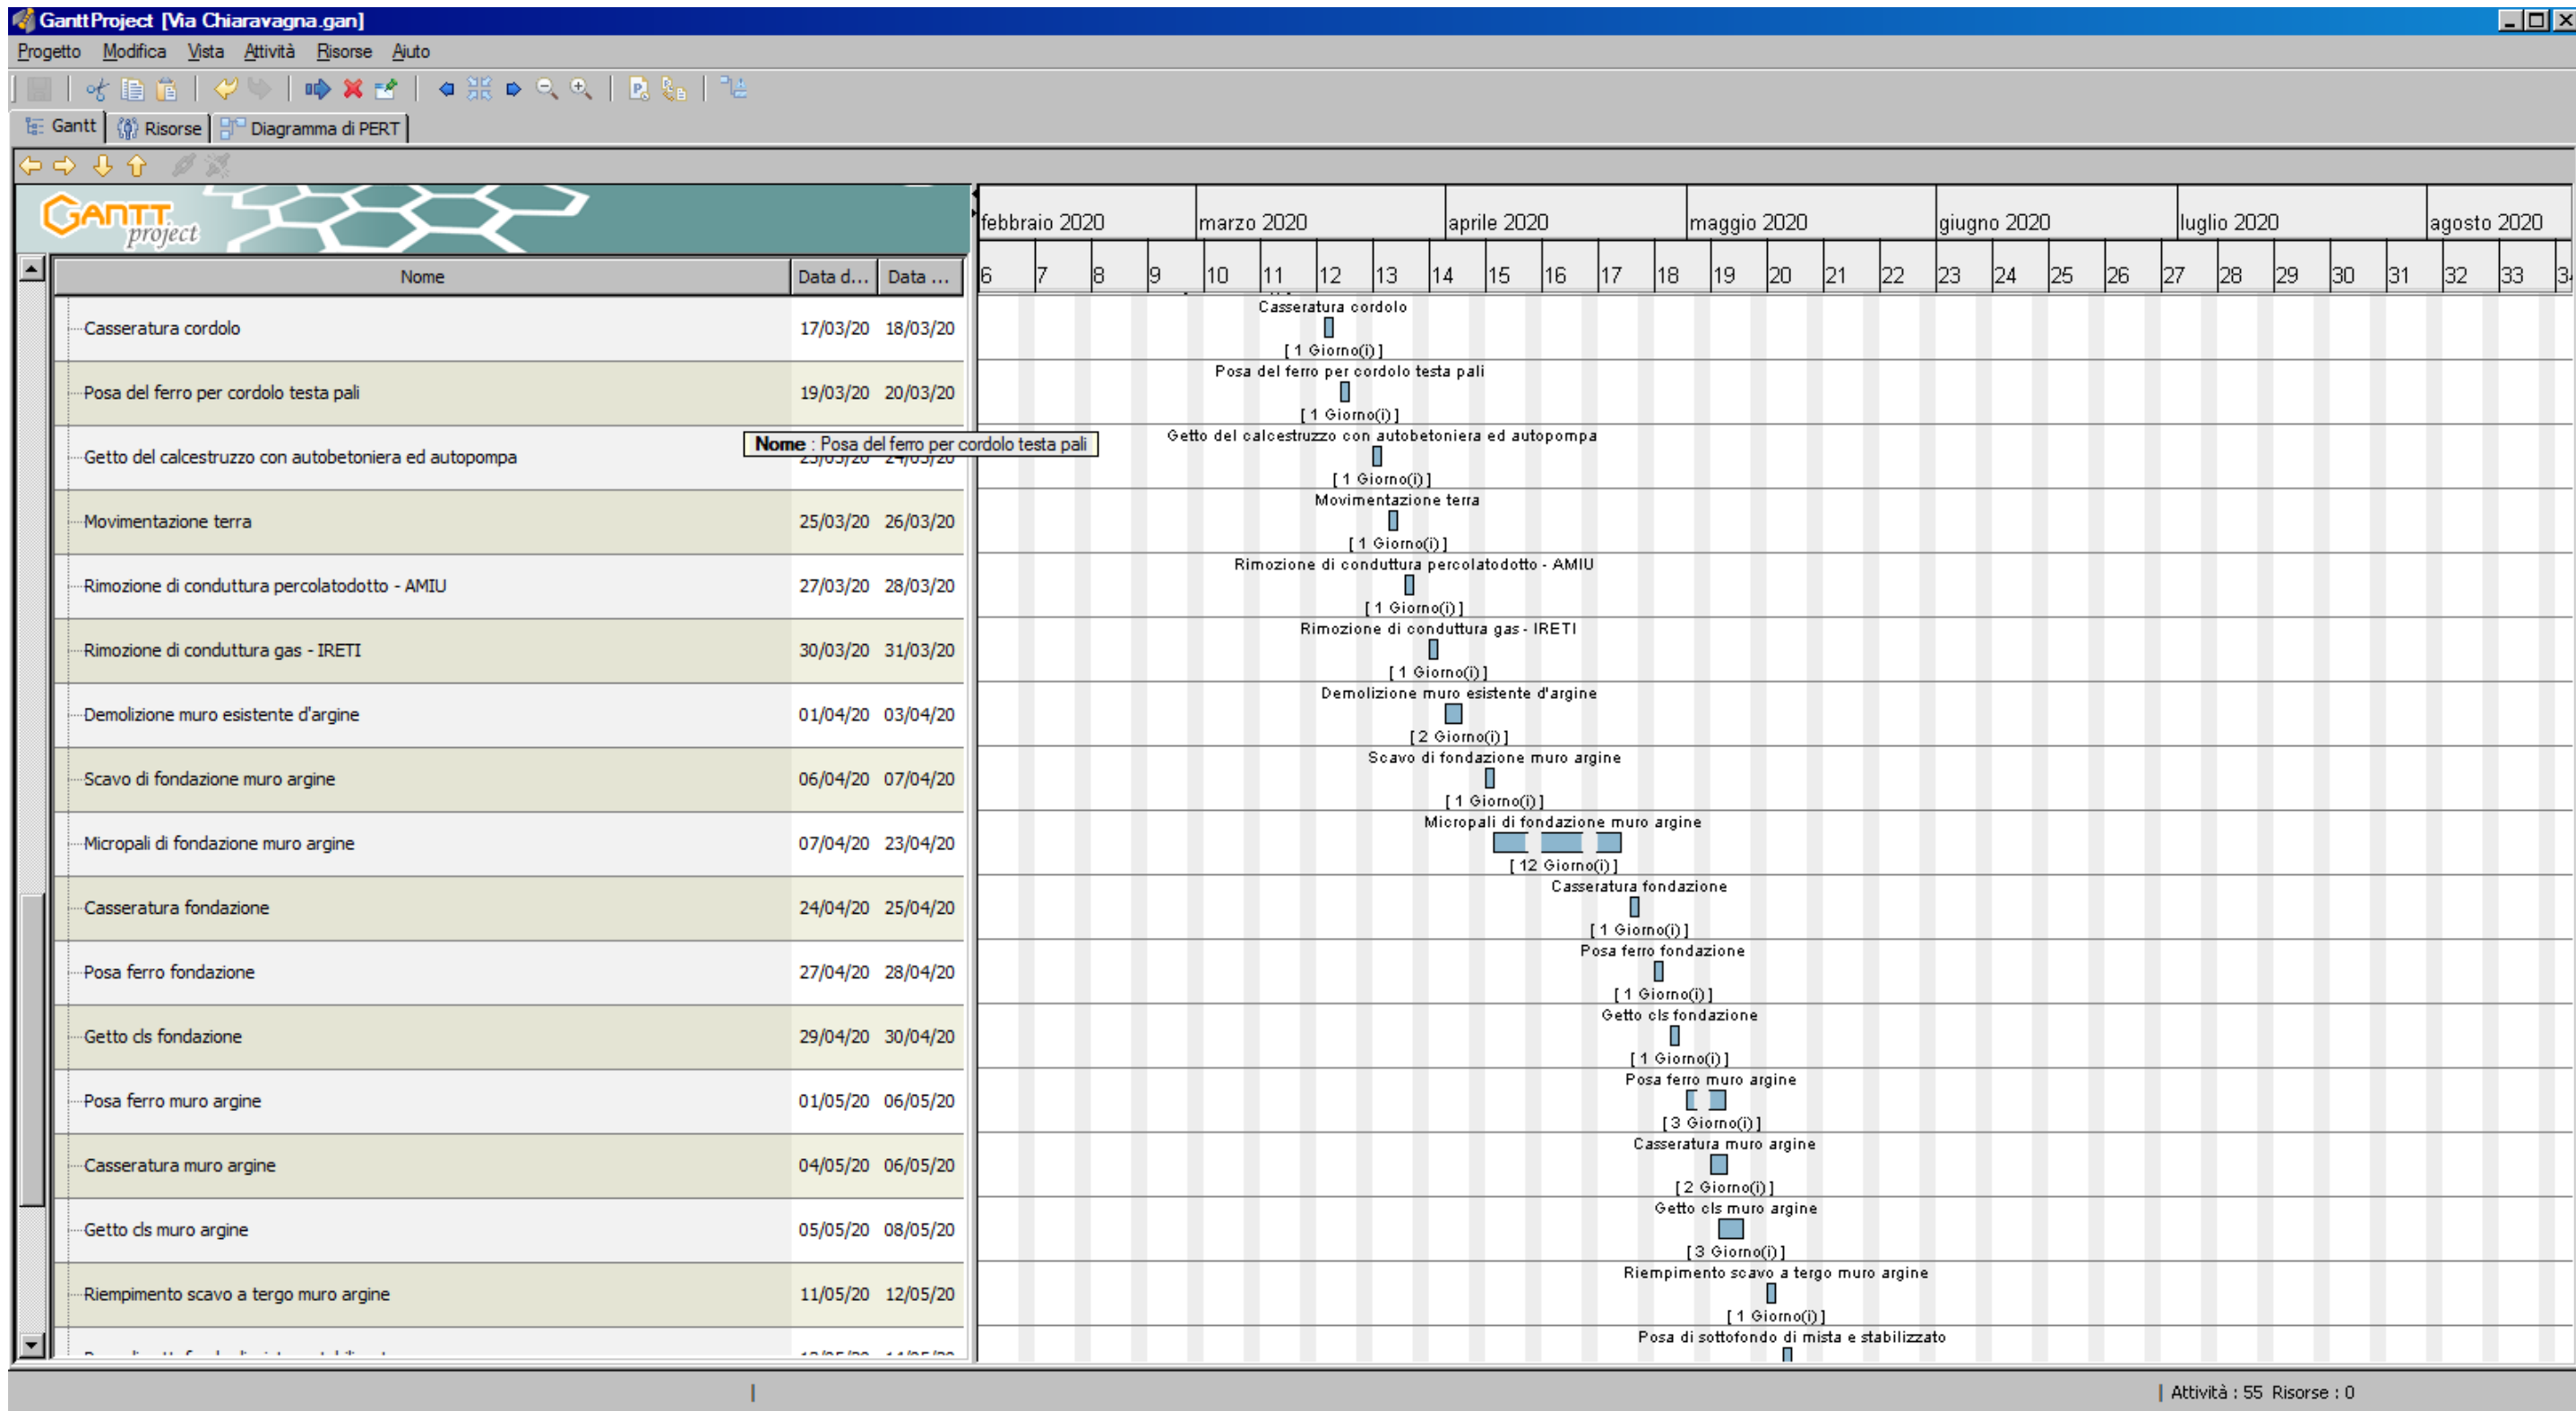 GanttProject [Via Chiaravagna.gan]
Progetto Modifica Vista Attività Risorse Aiuto
Gantt Risorse Diagramma di PERT
GANTT project
febbraio 2020 marzo 2020 aprile 2020 maggio 2020 giugno 2020 luglio 2020 agosto 2020
Nome Data d... Data ... 6 7 8 9 10 11 12 13 14 15 16 17 18 19 20 21 22 23 24 25 26 27 28 29 30 31 32 33
Casseratura cordolo
Casseratura cordolo 17/03/20 18/03/20
[ 1 Giorno(i) ]
Posa del ferro per cordolo testa pali
Posa del ferro per cordolo testa pali 19/03/20 20/03/20
[ 1 Giorno(i) ]
Getto del calcestruzzo con autobetoniera ed autopompa
Nome : Posa del ferro per cordolo testa pali
Getto del calcestruzzo con autobetoniera ed autopompa
[ 1 Giorno(i) ]
Movimentazione terra
Movimentazione terra 25/03/20 26/03/20
[ 1 Giorno(i) ]
Rimozione di conduttura percolatodotto - AMIU
Rimozione di conduttura percolatodotto - AMIU 27/03/20 28/03/20
[ 1 Giorno(i) ]
Rimozione di conduttura gas - IRETI
Rimozione di conduttura gas - IRETI 30/03/20 31/03/20
[ 1 Giorno(i) ]
Demolizione muro esistente d'argine
Demolizione muro esistente d'argine 01/04/20 03/04/20
[ 2 Giorno(i) ]
Scavo di fondazione muro argine
Scavo di fondazione muro argine 06/04/20 07/04/20
[ 1 Giorno(i) ]
Micropali di fondazione muro argine
Micropali di fondazione muro argine 07/04/20 23/04/20
[ 12 Giorno(i) ]
Casseratura fondazione
Casseratura fondazione 24/04/20 25/04/20
[ 1 Giorno(i) ]
Posa ferro fondazione
Posa ferro fondazione 27/04/20 28/04/20
[ 1 Giorno(i) ]
Getto cls fondazione
Getto cls fondazione 29/04/20 30/04/20
[ 1 Giorno(i) ]
Posa ferro muro argine
Posa ferro muro argine 01/05/20 06/05/20
[ 3 Giorno(i) ]
Casseratura muro argine
Casseratura muro argine 04/05/20 06/05/20
[ 2 Giorno(i) ]
Getto cls muro argine
Getto cls muro argine 05/05/20 08/05/20
[ 3 Giorno(i) ]
Riempimento scavo a tergo muro argine
Riempimento scavo a tergo muro argine 11/05/20 12/05/20
[ 1 Giorno(i) ]
Posa di sottofondo di mista e stabilizzato
Attività : 55 Risorse : 0